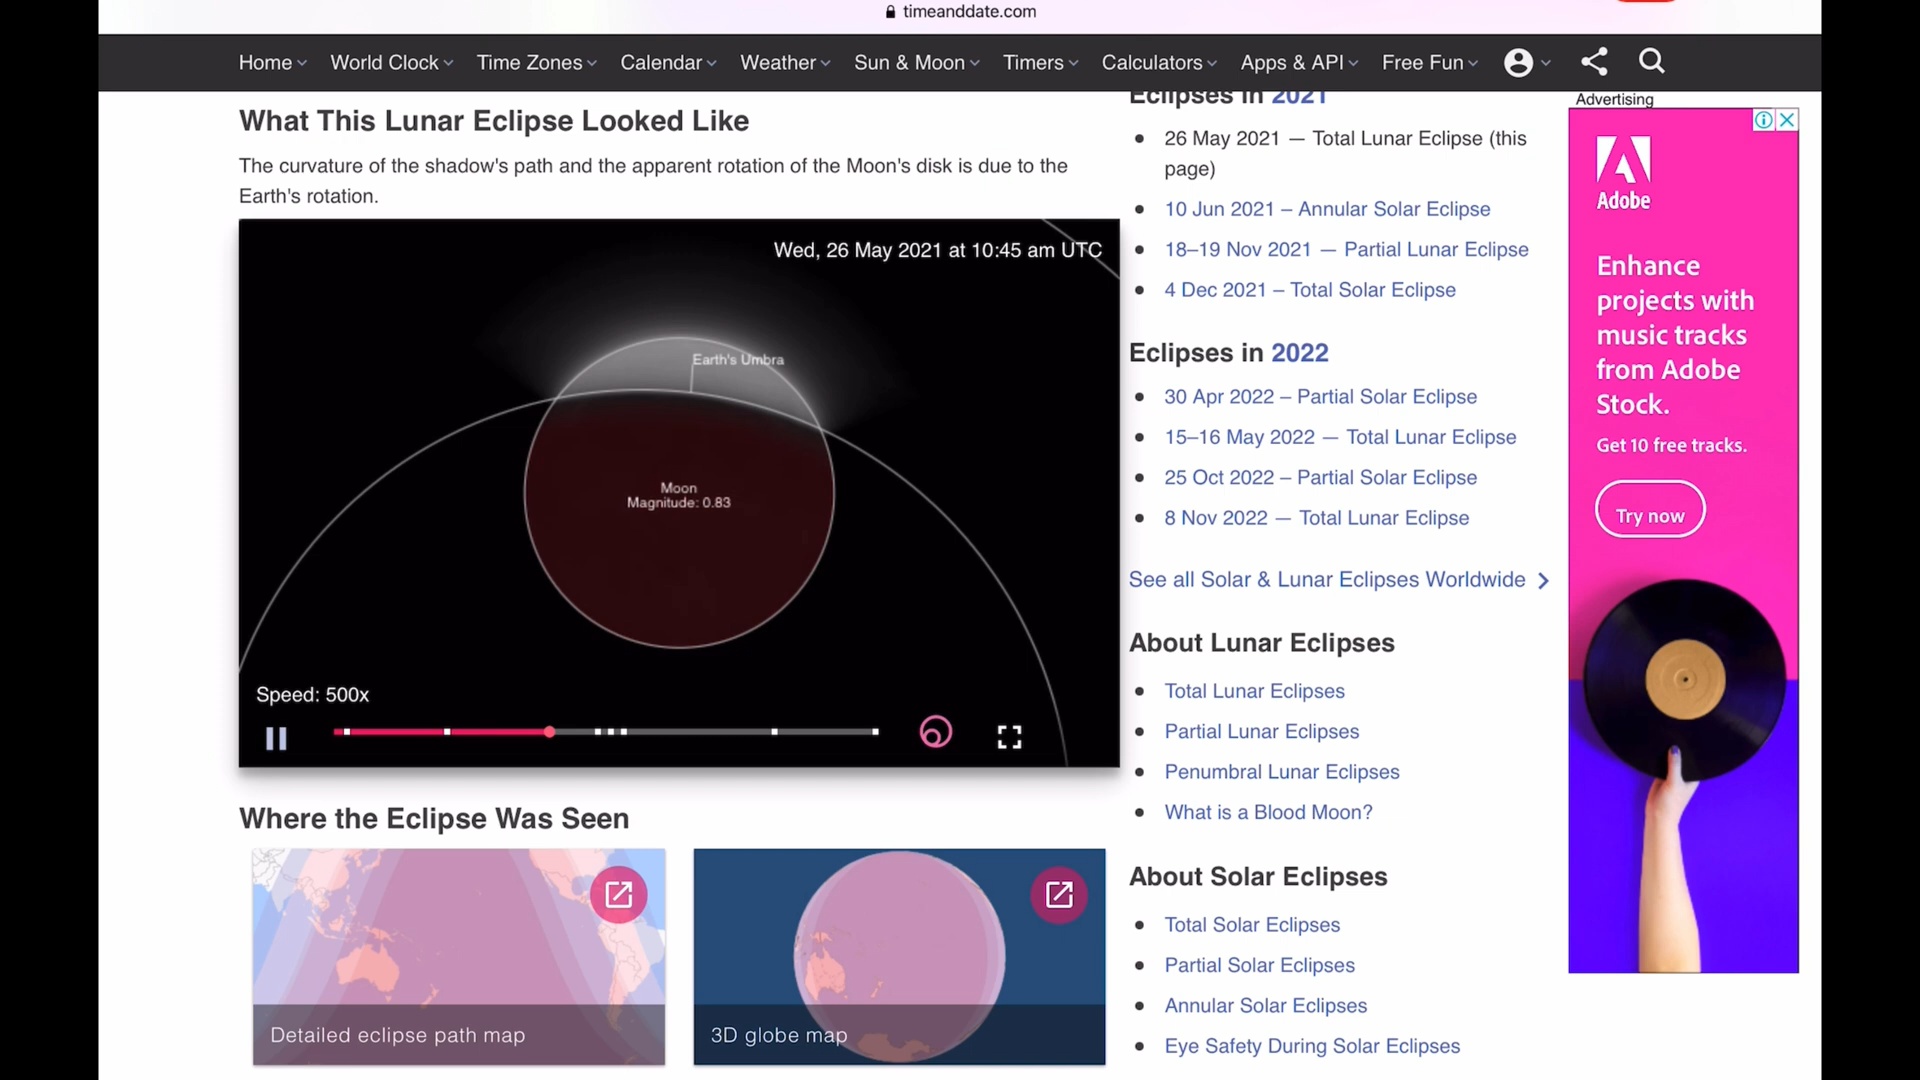 timeanddate.com
Home World Clock Time Zones Calendar Weather Sun & Moon Timers Calculators Apps & API Free Fun
What This Lunar Eclipse Looked Like
The curvature of the shadow's path and the apparent rotation of the Moon's disk is due to the
Earth's rotation.
Wed, 26 May 2021 at 10:45 am UTC
Earth's Umbra
Moon
Magnitude: 0.83
Speed: 500x
Where the Eclipse Was Seen
Detailed eclipse path map
3D globe map
Eclipses in 2021
26 May 2021 — Total Lunar Eclipse (this
page)
10 Jun 2021 – Annular Solar Eclipse
18–19 Nov 2021 — Partial Lunar Eclipse
4 Dec 2021 – Total Solar Eclipse
Eclipses in 2022
30 Apr 2022 – Partial Solar Eclipse
15–16 May 2022 — Total Lunar Eclipse
25 Oct 2022 – Partial Solar Eclipse
8 Nov 2022 — Total Lunar Eclipse
See all Solar & Lunar Eclipses Worldwide
About Lunar Eclipses
Total Lunar Eclipses
Partial Lunar Eclipses
Penumbral Lunar Eclipses
What is a Blood Moon?
About Solar Eclipses
Total Solar Eclipses
Partial Solar Eclipses
Annular Solar Eclipses
Eye Safety During Solar Eclipses
Advertising
Adobe
Enhance
projects with
music tracks
from Adobe
Stock.
Get 10 free tracks.
Try now